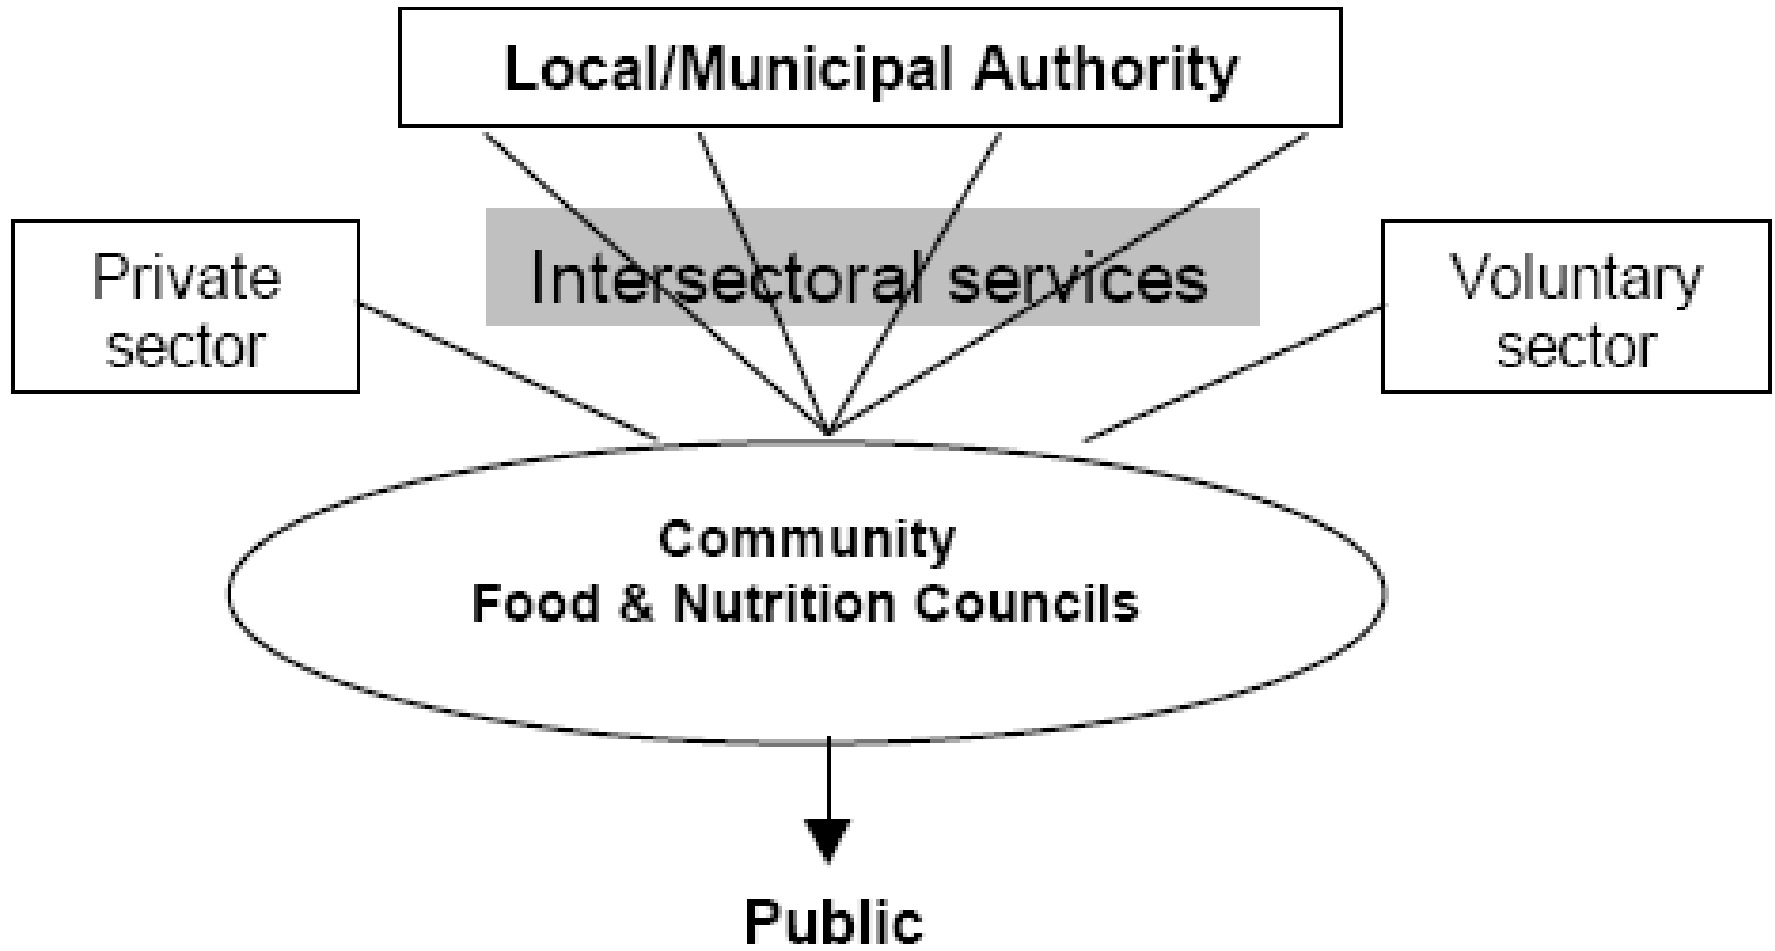 Local/Municipal Authority
Private
sector
Intersectoral services
Voluntary
sector
Community
Food & Nutrition Councils
Public